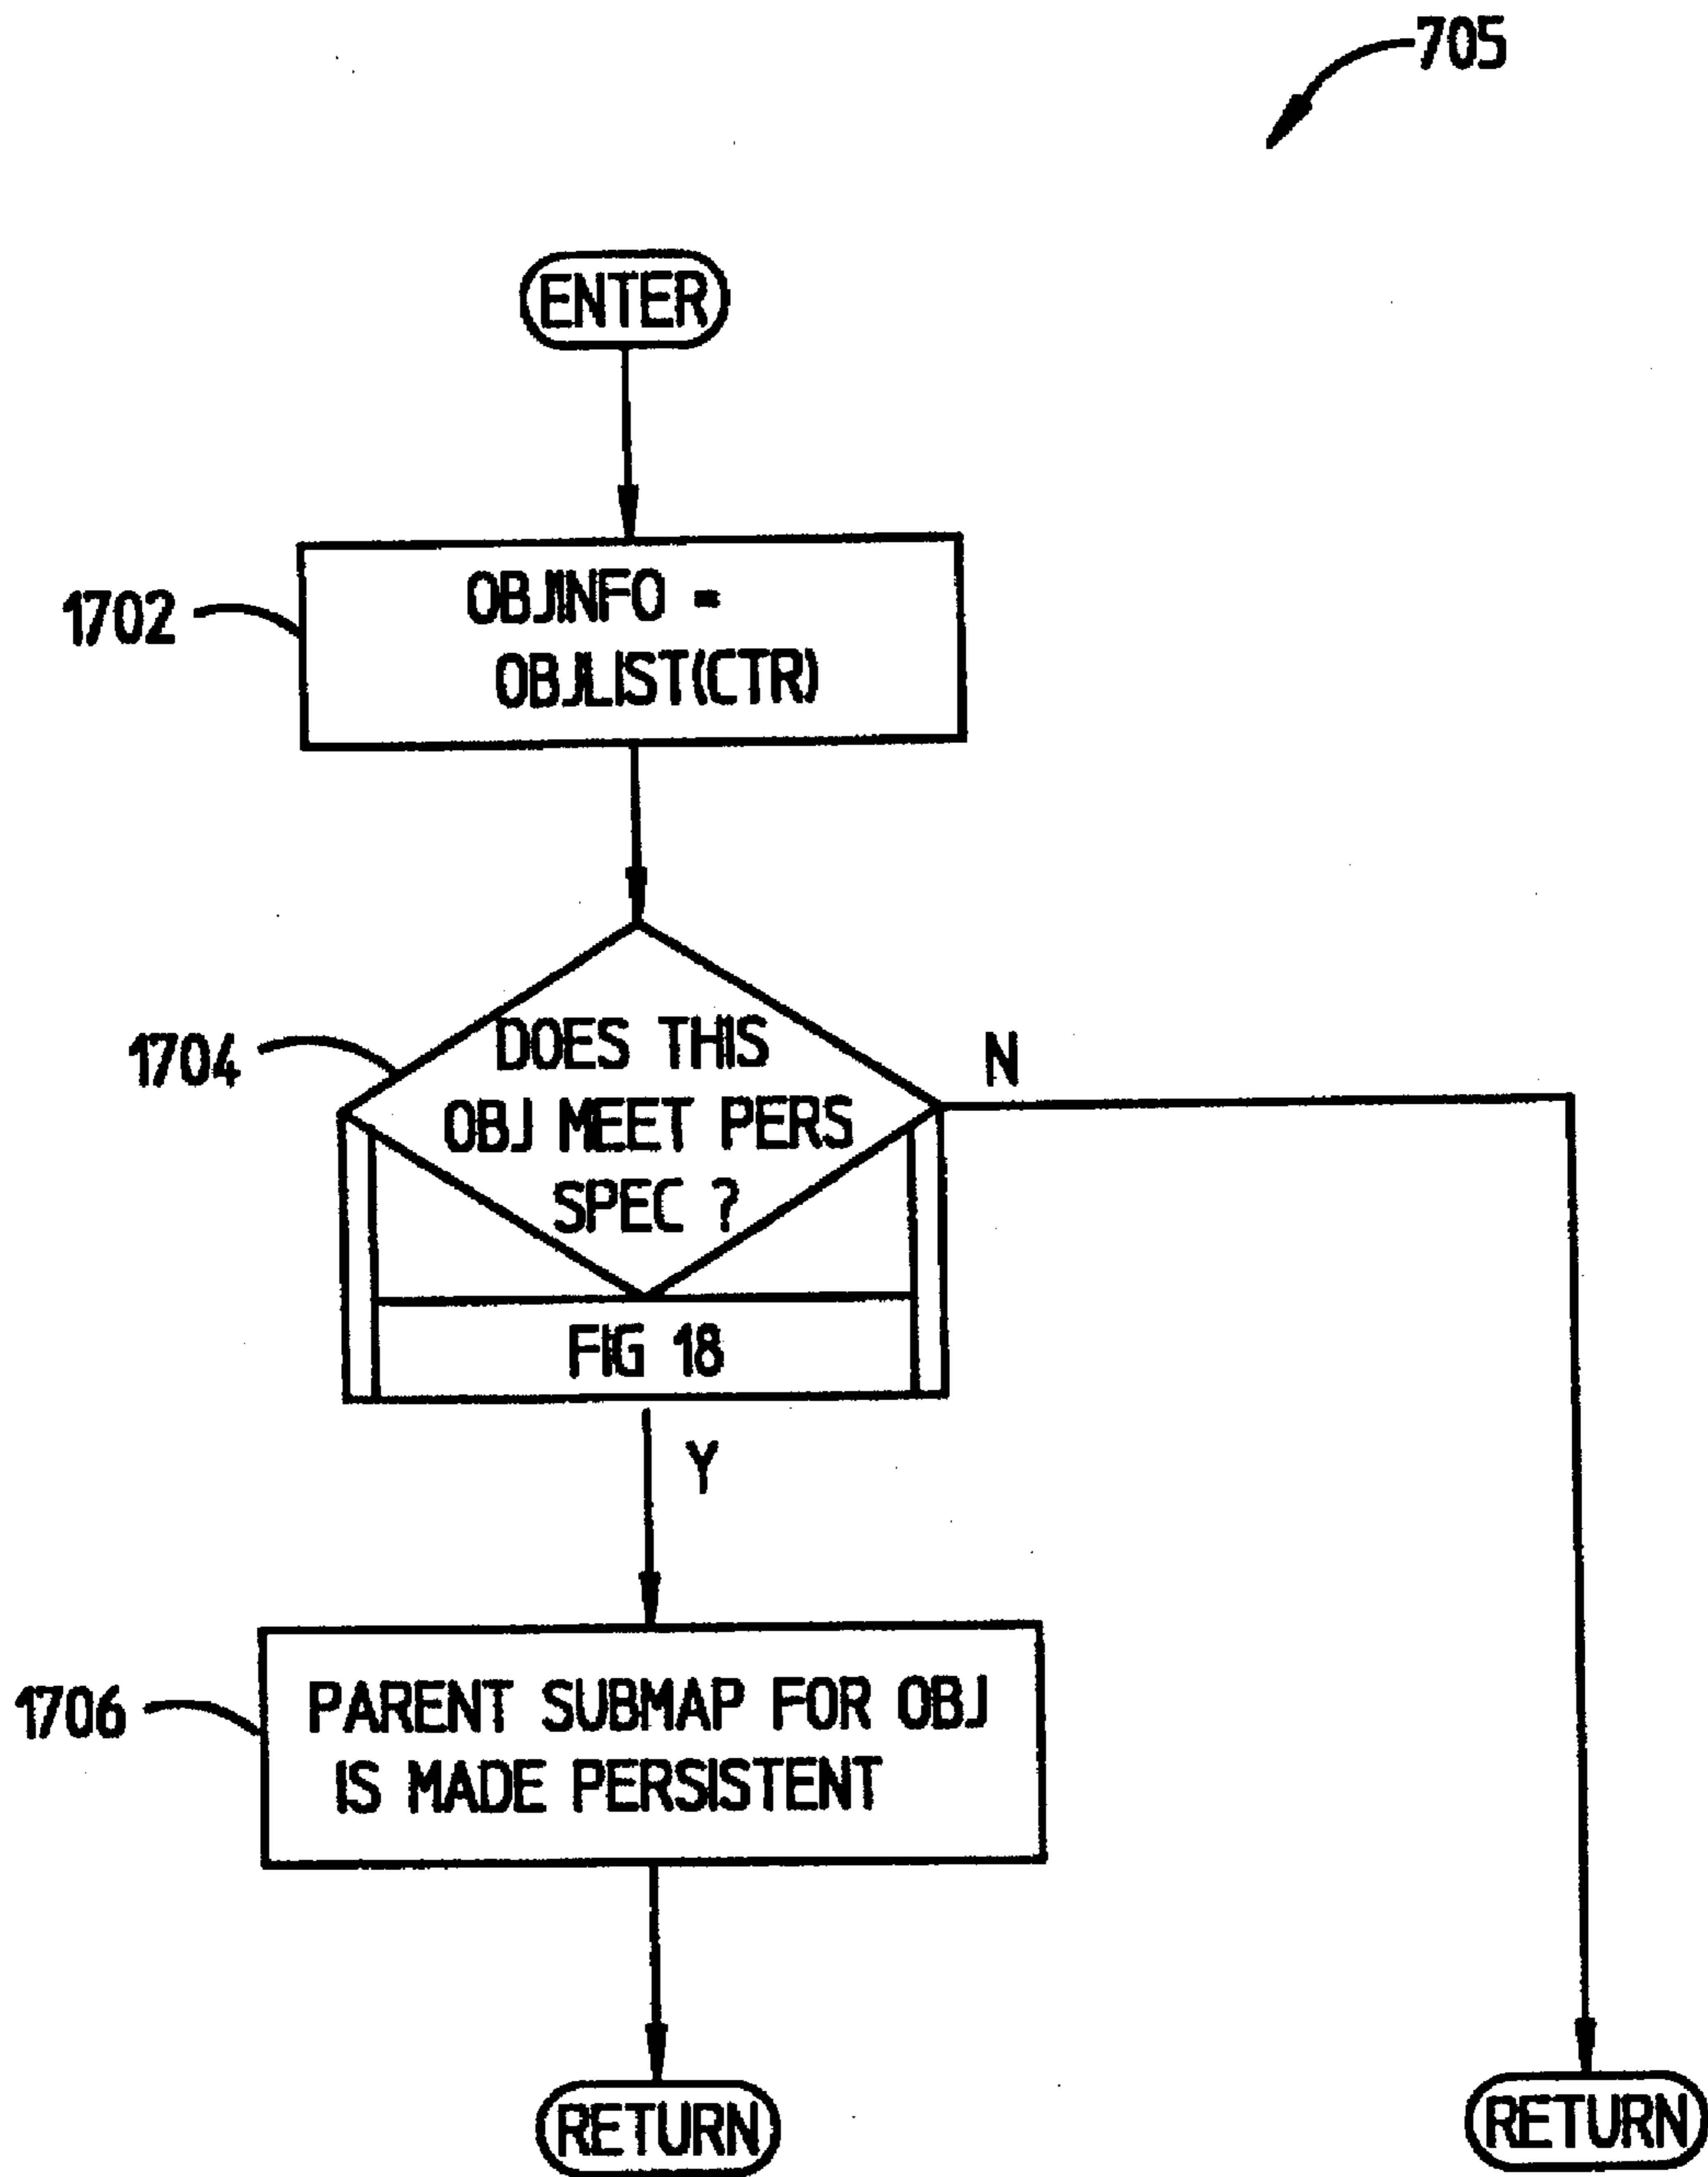 705
ENTER
1702
OBJINFO =
OBJLIST(CTR)
1704
DOES THIS
OBJ MEET PERS
SPEC ?
N
FIG 18
Y
1706
PARENT SUBMAP FOR OBJ
IS MADE PERSISTENT
RETURN
RETURN